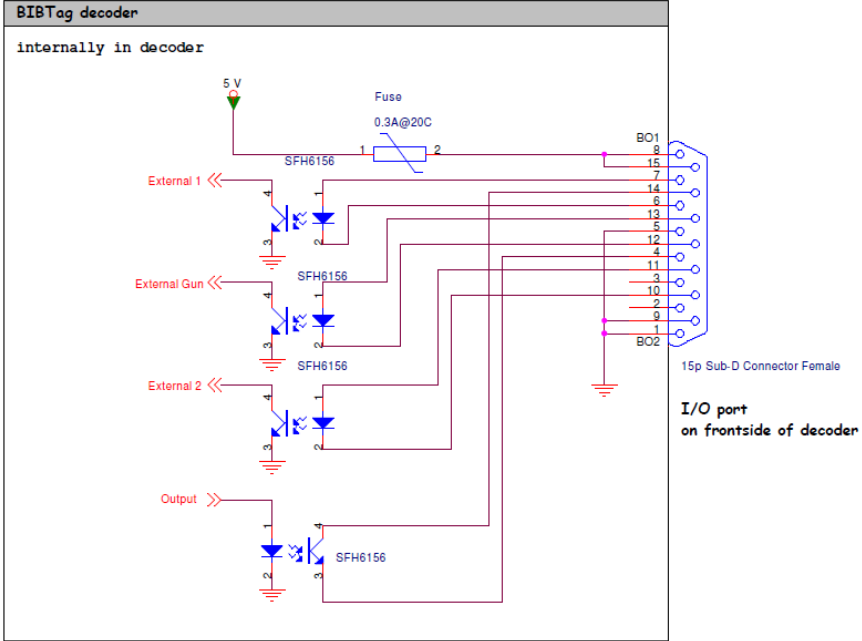 BIBTag decoder
internally in decoder
5 V
Fuse
0.3A@20C
1 2
BO1
8
15
7
14
6
13
5
12
4
11
3
10
2
9
1
BO2
SFH6156
External 1
4 1
3 2
SFH6156
External Gun
4 1
3 2
SFH6156
External 2
4 1
3 2
15p Sub-D Connector Female
I/O port
on frontside of decoder
Output
1 4
SFH6156
2 3